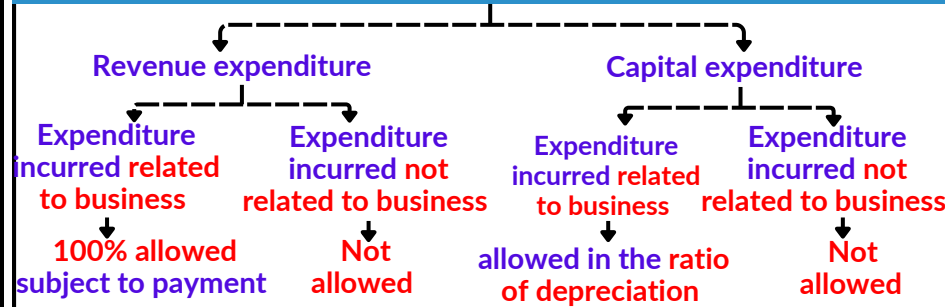 Revenue expenditure
Capital expenditure
Expenditure
incurred related
to business
Expenditure
incurred not
related to business
Expenditure
incurred related
to business
Expenditure
incurred not
related to business
100% allowed
subject to payment
Not
allowed
allowed in the ratio
of depreciation
Not
allowed